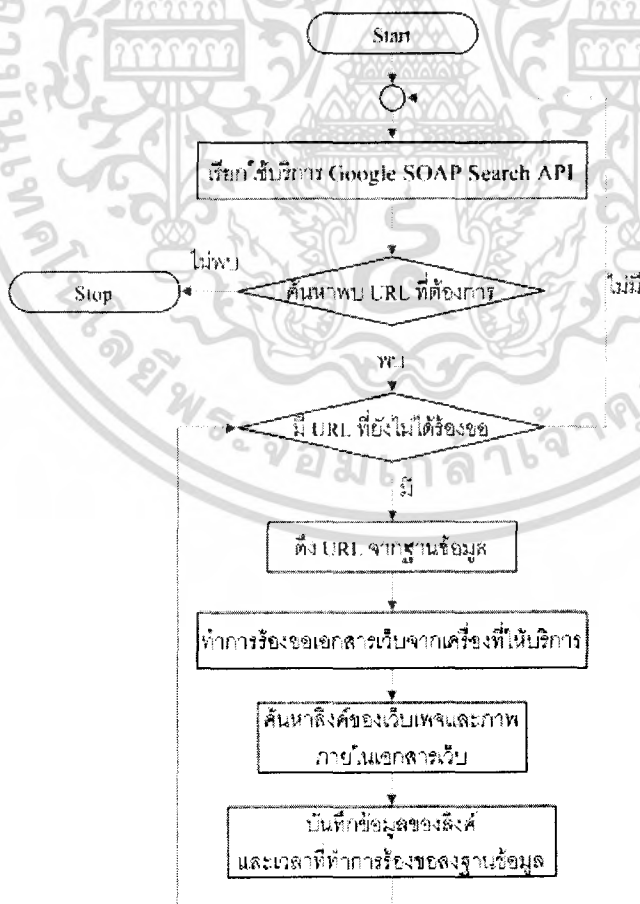 Start
เรียกใช้บริการ Google SOAP Search API
ไม่พบ
Stop
ค้นหาพบ URL ที่ต้องการ
ไม่มี
พบ
มี URL ที่ยังไม่ได้ร้องขอ
มี
ดึง URL จากฐานข้อมูล
ทำการร้องขอเอกสารเว็บจากเครื่องที่ให้บริการ
ค้นหาลิงค์ของเว็บเพจและภาพ
ภายในเอกสารเว็บ
บันทึกข้อมูลของลิงค์
และเวลาที่ทำการร้องขอลงฐานข้อมูล